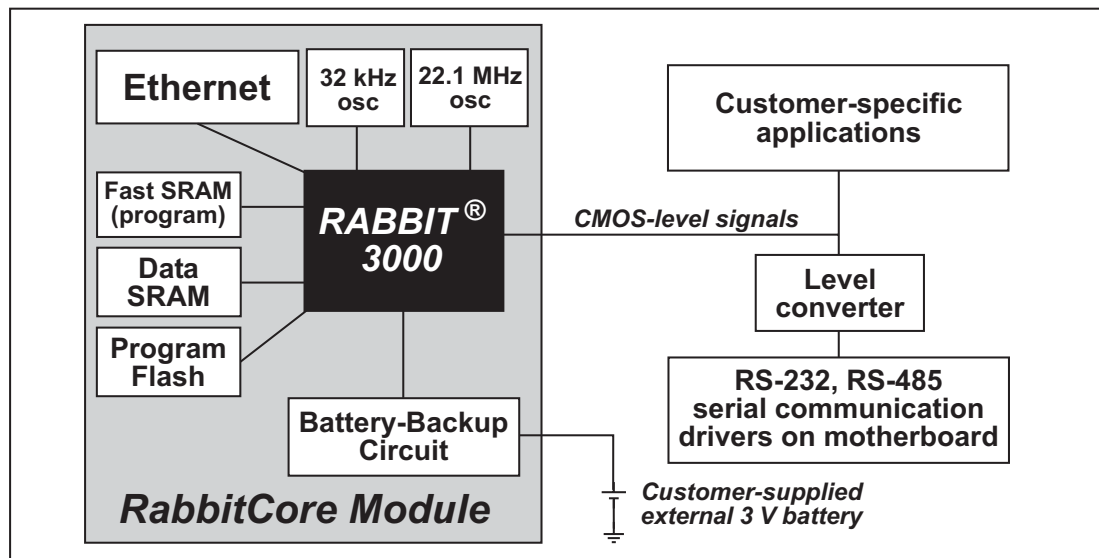 Ethernet
32 kHz
osc
22.1 MHz
osc
Customer-specific
applications
Fast SRAM
(program)
RABBIT ®
3000
CMOS-level signals
Data
SRAM
Level
converter
Program
Flash
RS-232, RS-485
serial communication
drivers on motherboard
Battery-Backup
Circuit
Customer-supplied
external 3 V battery
RabbitCore Module